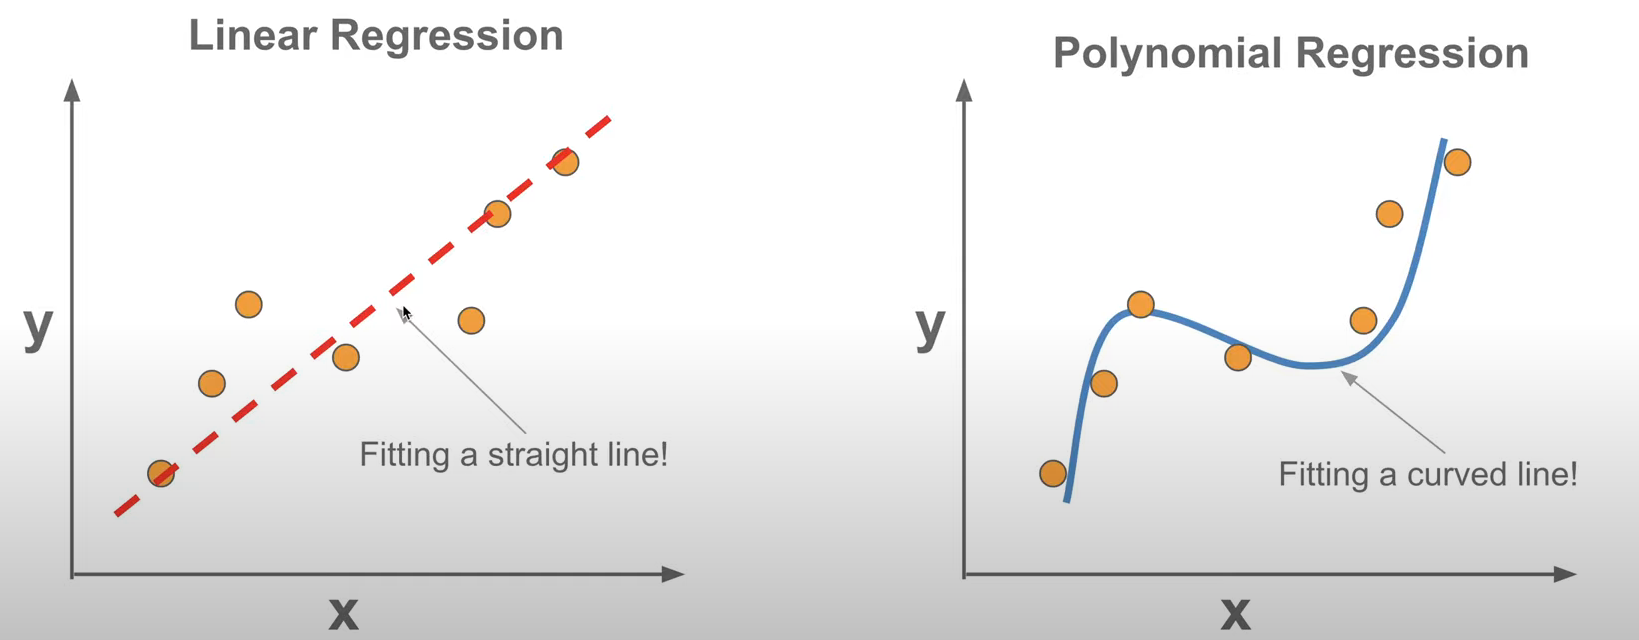 Linear Regression
y
Fitting a straight line!
x
Polynomial Regression
y
Fitting a curved line!
x